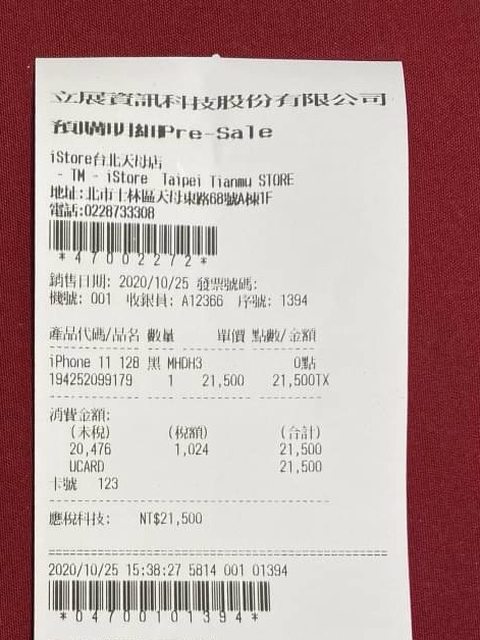 立展資訊科技股份有限公司
預購明細Pre-Sale
iStore台北天母店
- TM - iStore Taipei Tianmu STORE
地址:北市士林區天母東路68號A棟1F
電話:0228733308
*47002272*
銷售日期: 2020/10/25 發票號碼:
機號: 001 收銀員: A12366 序號: 1394
產品代碼/品名 數量 單價 點數/金額
iPhone 11 128 黑 MHDH3 0點
194252099179 1 21,500 21,500TX
消費金額:
(未稅) (稅額) (合計)
20,476 1,024 21,500
UCARD 21,500
卡號 123
應稅科技: NT$21,500
2020/10/25 15:38:27 5814 001 01394
*04700101394*